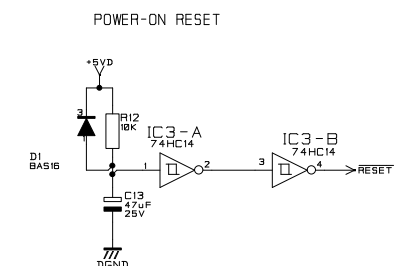 POWER-ON RESET
+5VD
3
R12
10K
IC3-A
74HC14
IC3-B
74HC14
D1
BAS16
1
2
3
4
RESET
C13
47uF
25V
DGND